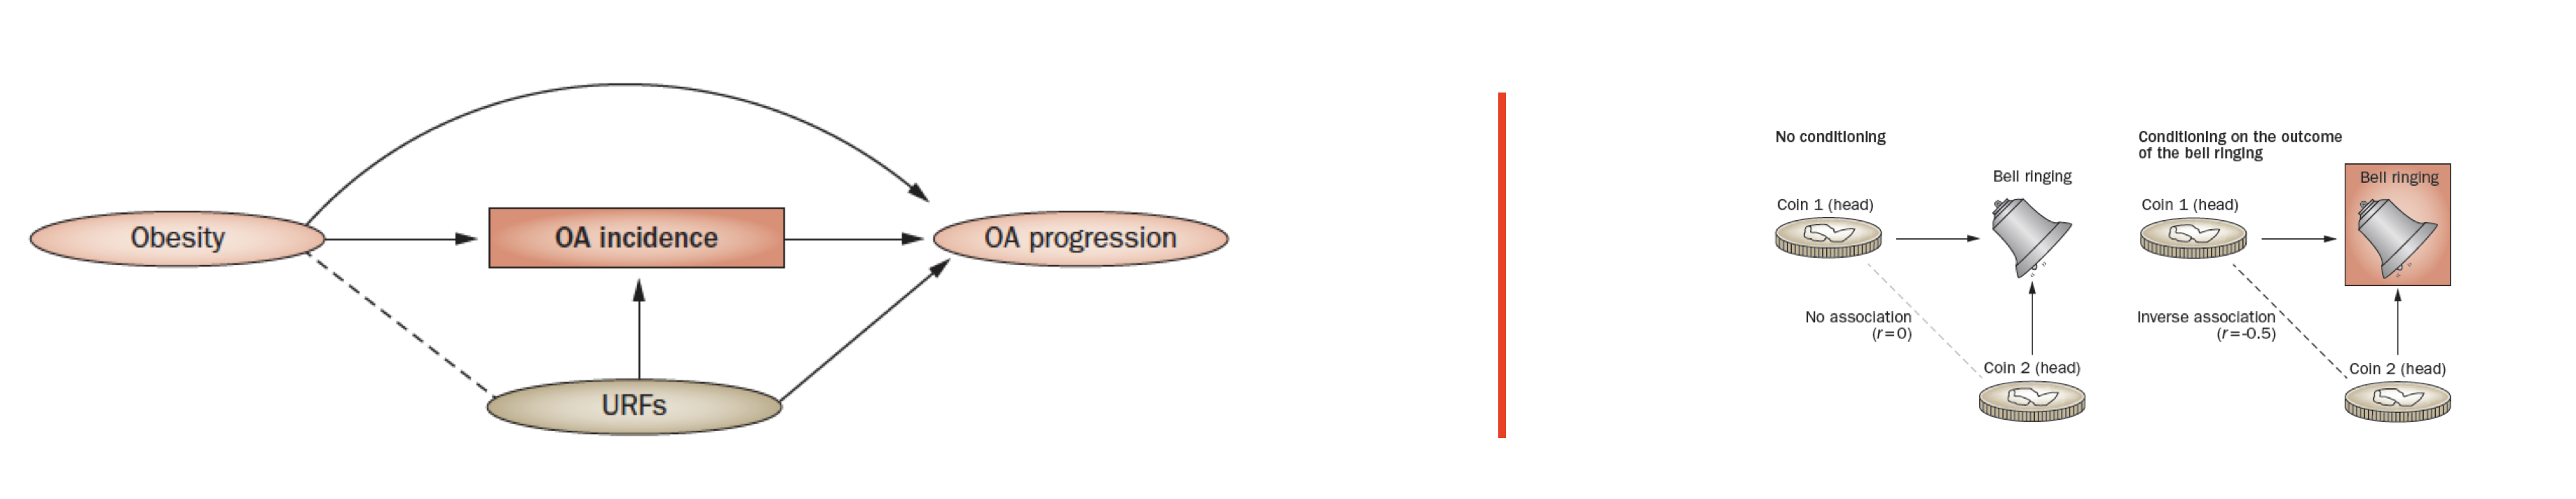 Obesity
OA incidence
OA progression
URFs
No conditioning
Bell ringing
Coin 1 (head)
No association
(r=0)
Coin 2 (head)
Conditioning on the outcome
of the bell ringing
Bell ringing
Coin 1 (head)
Inverse association
(r=-0.5)
Coin 2 (head)